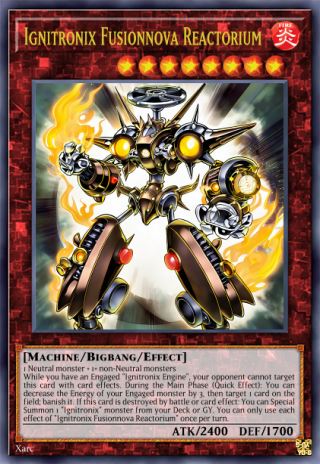 Ignitronix Fusionnova Reactorium
FIRE
炎
[Machine/Bigbang/Effect]
1 Neutral monster + 1+ non-Neutral monsters
While you have an Engaged "Ignitronix Engine", your opponent cannot target
this card with card effects. During the Main Phase (Quick Effect): You can
decrease the Energy of your Engaged monster by 3, then target 1 card on the
field; banish it. If this card is destroyed by battle or card effect: You can Special
Summon 1 "Ignitronix" monster from your Deck or GY. You can only use each
effect of "Ignitronix Fusionnova Reactorium" once per turn.
ATK/2400 DEF/1700
Xarc